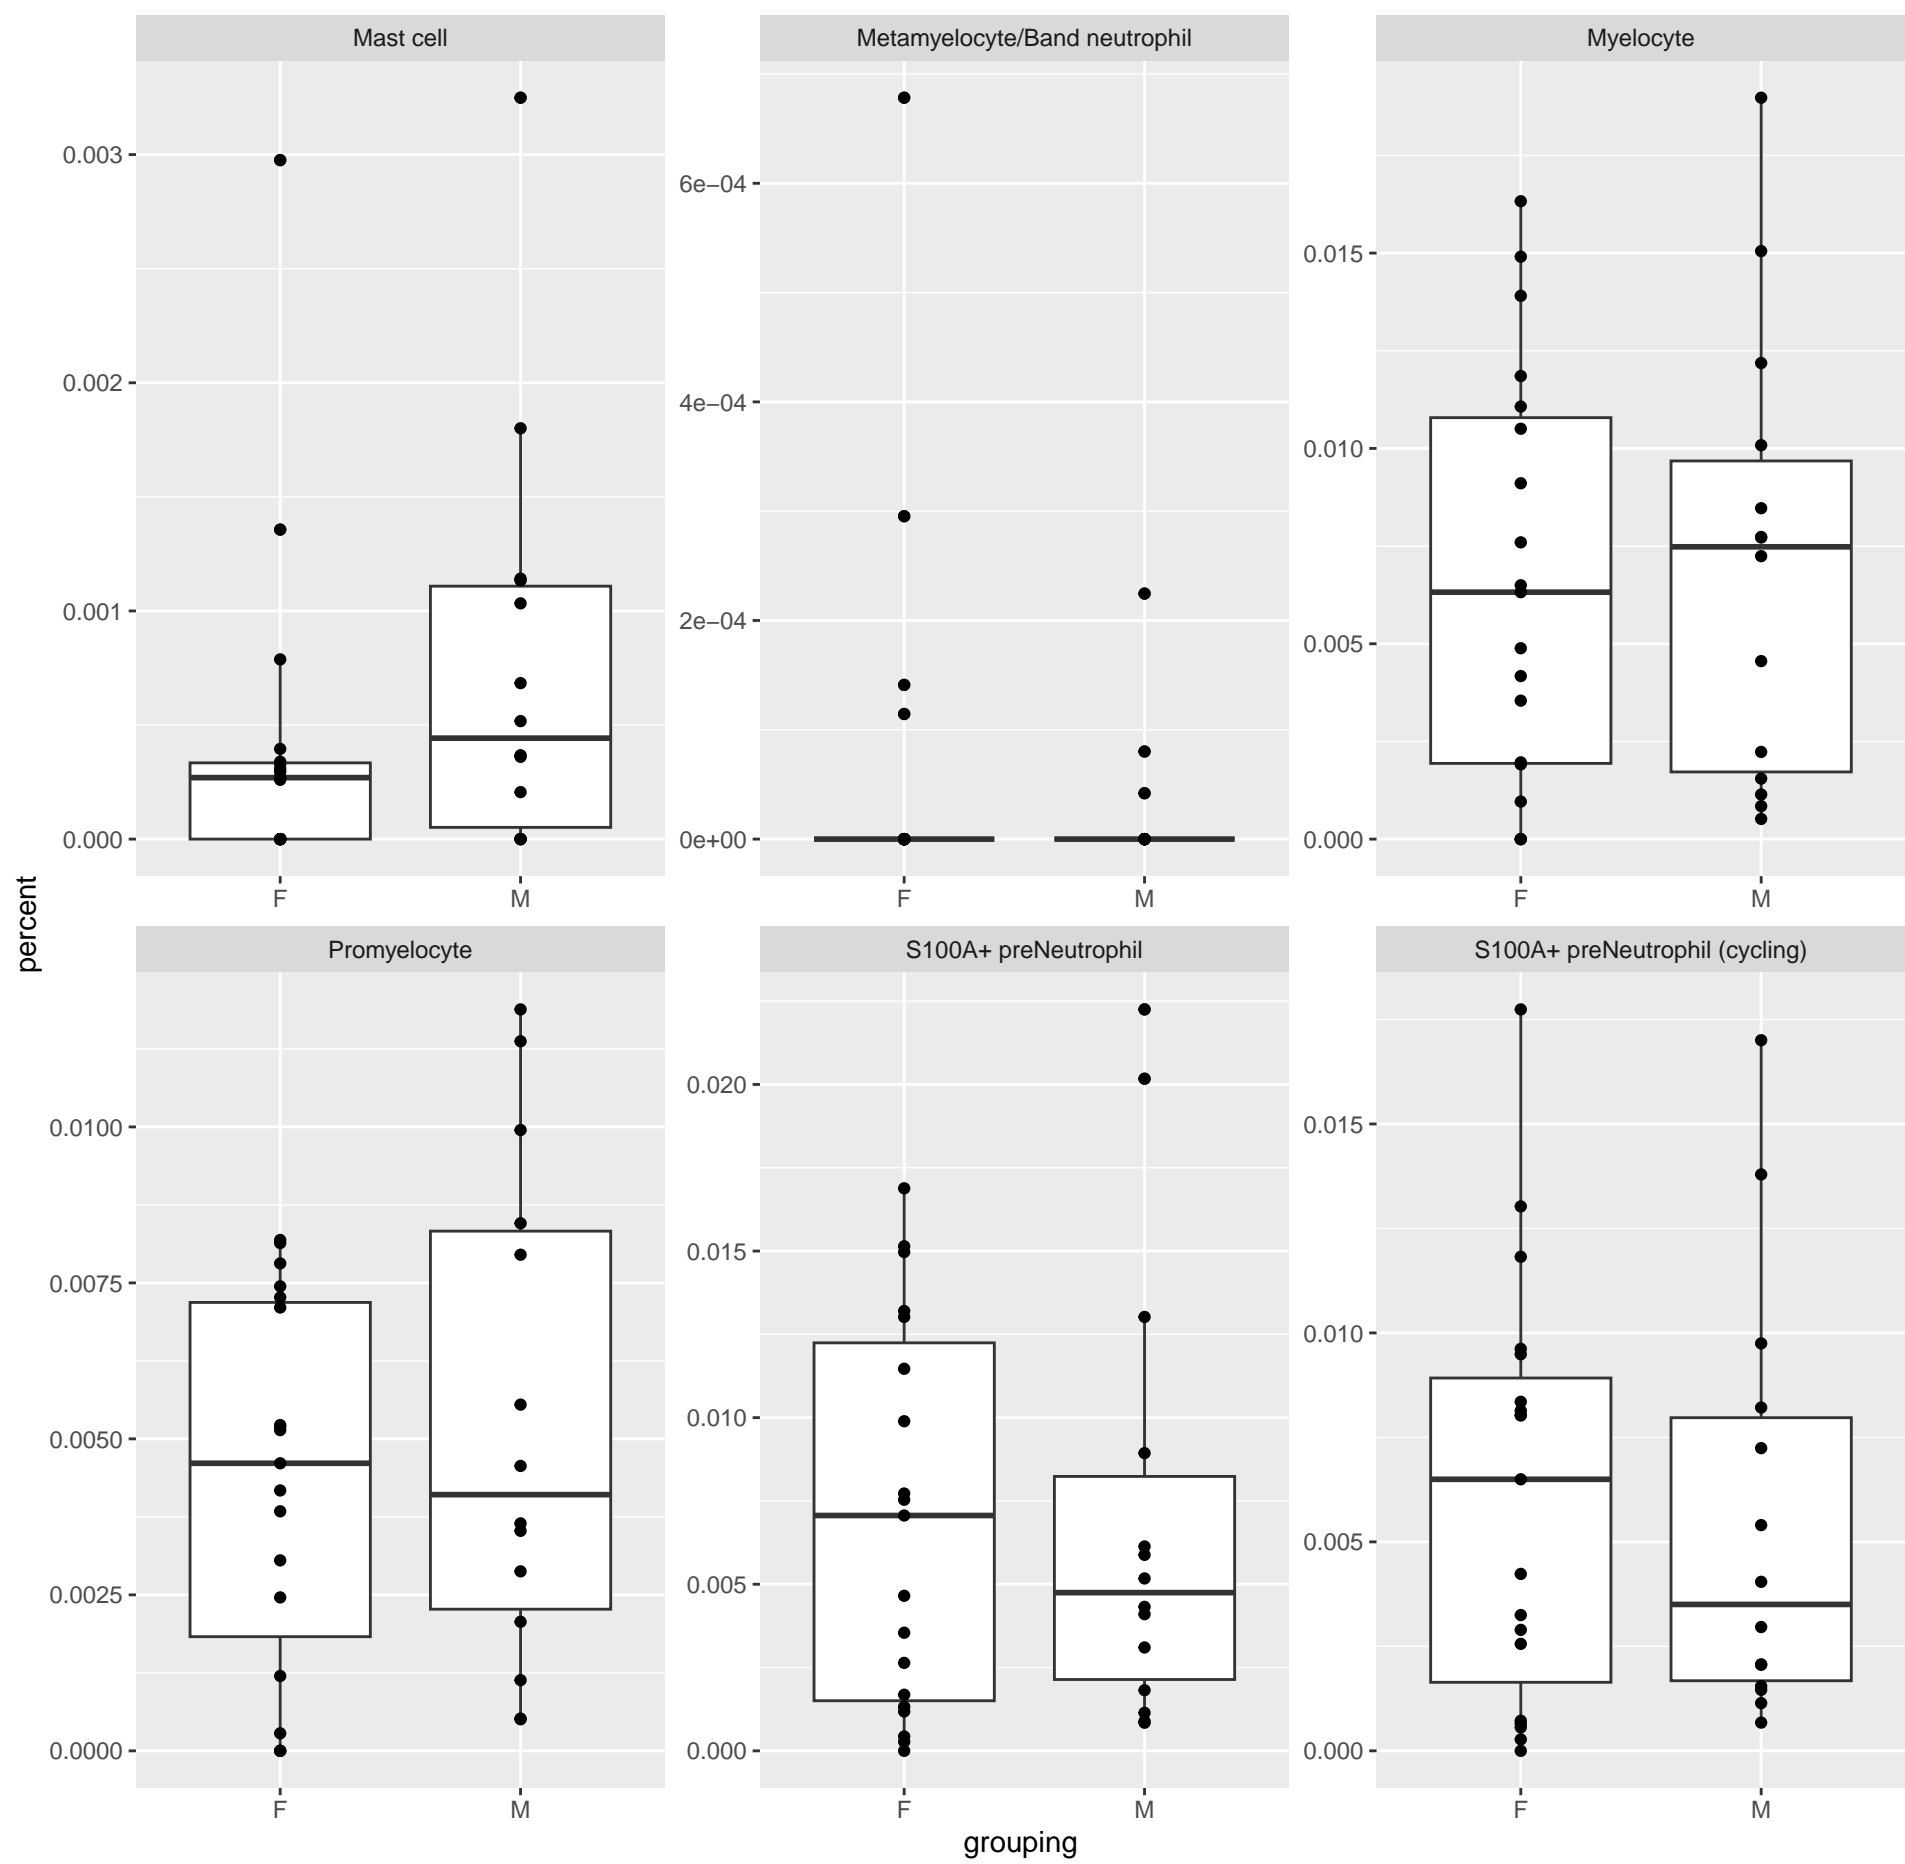 Mast cell
Metamyelocyte/Band neutrophil
Myelocyte
0.003
0.002
0.001
0.000
6e−04
4e−04
2e−04
0e+00
0.015
0.010
0.005
0.000
F
M
F
M
F
M
percent
Promyelocyte
S100A+ preNeutrophil
S100A+ preNeutrophil (cycling)
0.0100
0.0075
0.0050
0.0025
0.0000
0.020
0.015
0.010
0.005
0.000
0.015
0.010
0.005
0.000
F
M
F
M
F
M
grouping